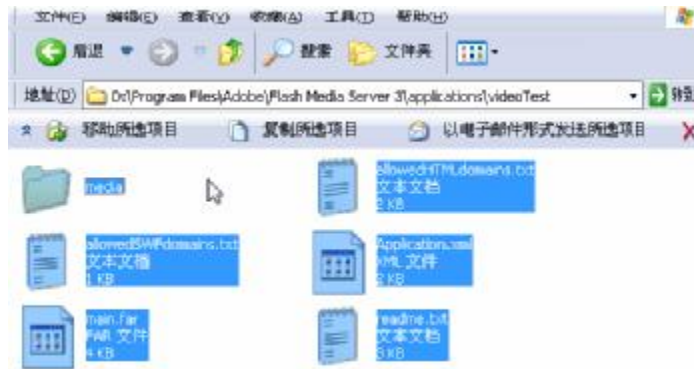 文件(F) 编辑(E) 查看(V) 收藏(A) 工具(T) 帮助(H)
后退 搜索 文件夹
地址(D) D:\Program Files\Adobe\Flash Media Server 3\applications\videoTest 转到
移动所选项目 复制所选项目 以电子邮件形式发送所选项目
media
allowedHTMLdomains.txt
文本文档
2 KB
allowedSWFdomains.txt
文本文档
1 KB
Application.xml
XML 文件
2 KB
main.far
FAR 文件
4 KB
readme.txt
文本文档
5 KB